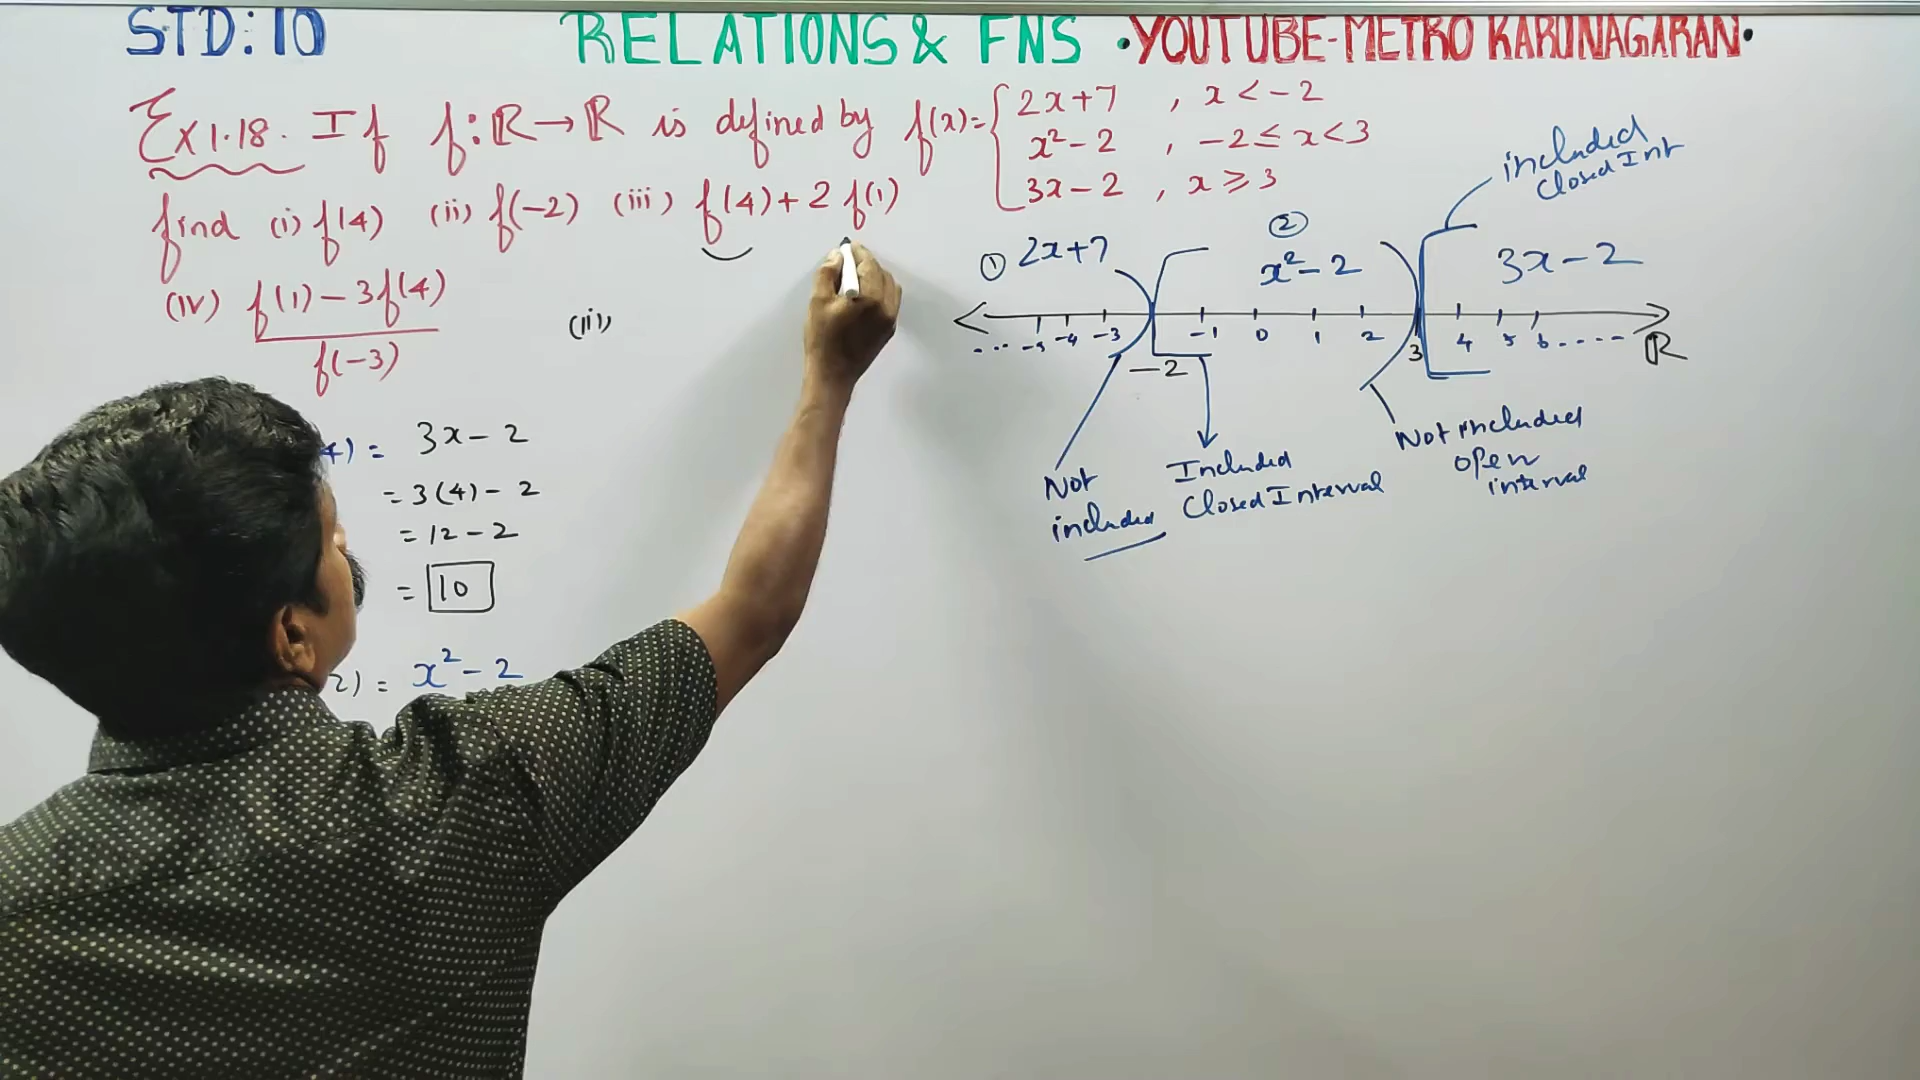 STD: 10 RELATIONS & FNS •YOUTUBE-METRO KARUNAGARAN•
Ex 1.18. If f: ℝ → ℝ is defined by f(x) = { 2x+7 , x < -2
x² - 2 , -2 ≤ x < 3
3x - 2 , x ≥ 3
find (i) f(4) (ii) f(-2) (iii) f(4) + 2 f(1)
(iv) f(1) - 3f(4)
f(-3)
4) = 3x - 2
= 3(4) - 2
= 12 - 2
= 10
2) = x² - 2
(iii)
included
Closed Int
① 2x+7 ② x² - 2 3x - 2
-4 -3 -2 -1 0 1 2 3 4 5 6 .... ℝ
Not
included
Included
Closed Interval
Not included
open
interval